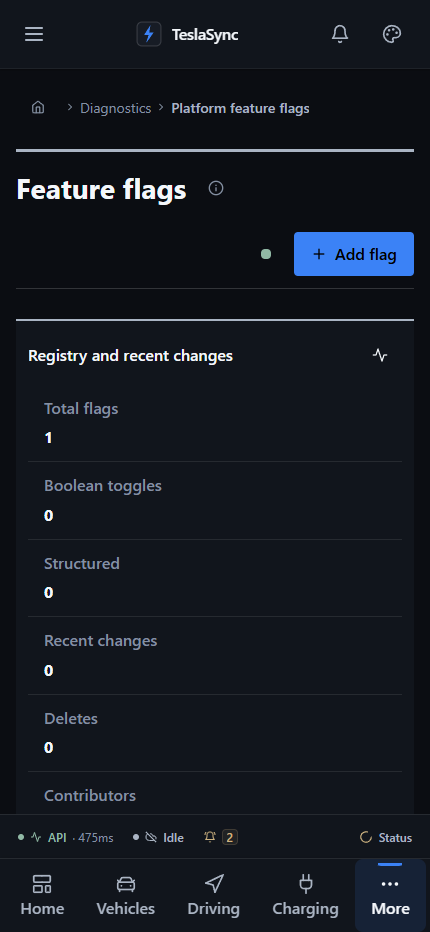 TeslaSync
Diagnostics
Platform feature flags
Feature flags
Add flag
Registry and recent changes
Total flags
1
Boolean toggles
0
Structured
0
Recent changes
0
Deletes
0
Contributors
API · 475ms
Idle
2
Status
Home
Vehicles
Driving
Charging
More